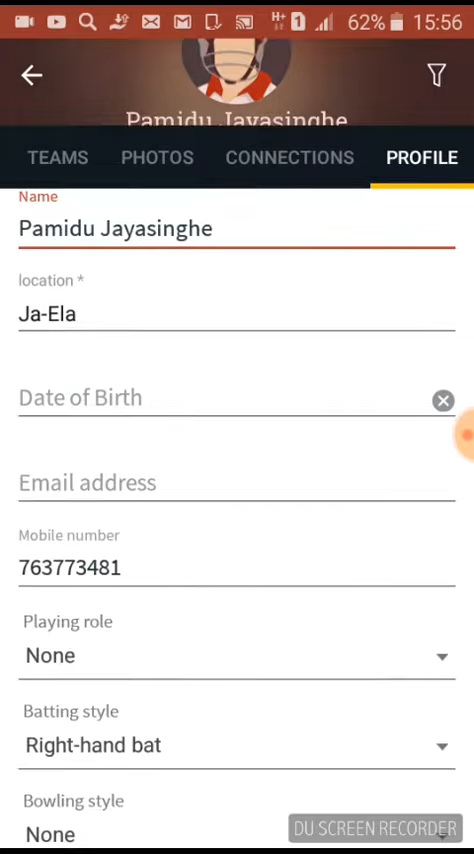 H+ 1 62% 15:56
Pamidu Jayasinghe
TEAMS PHOTOS CONNECTIONS PROFILE
Name
Pamidu Jayasinghe
location *
Ja-Ela
Date of Birth
Email address
Mobile number
763773481
Playing role
None
Batting style
Right-hand bat
Bowling style
None
DU SCREEN RECORDER